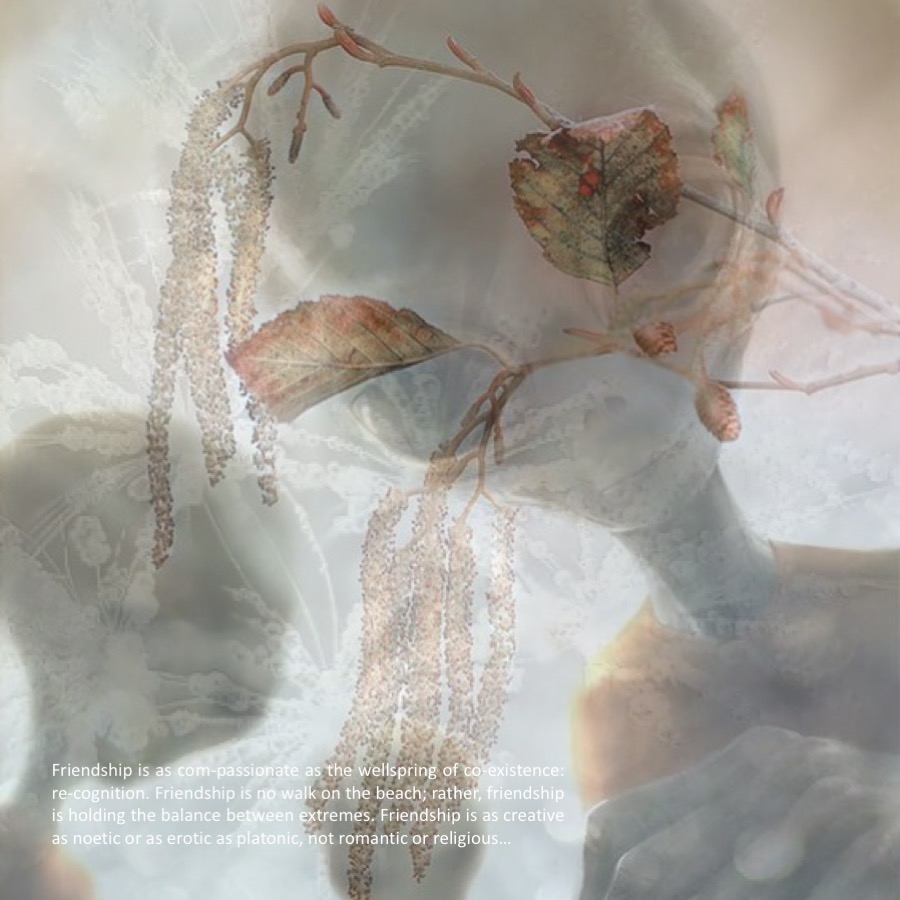 Friendship is as com-passionate as the wellspring of co-existence:
re-cognition. Friendship is no walk on the beach; rather, friendship
is holding the balance between extremes. Friendship is as creative
as noetic or as erotic as platonic, not romantic or religious...